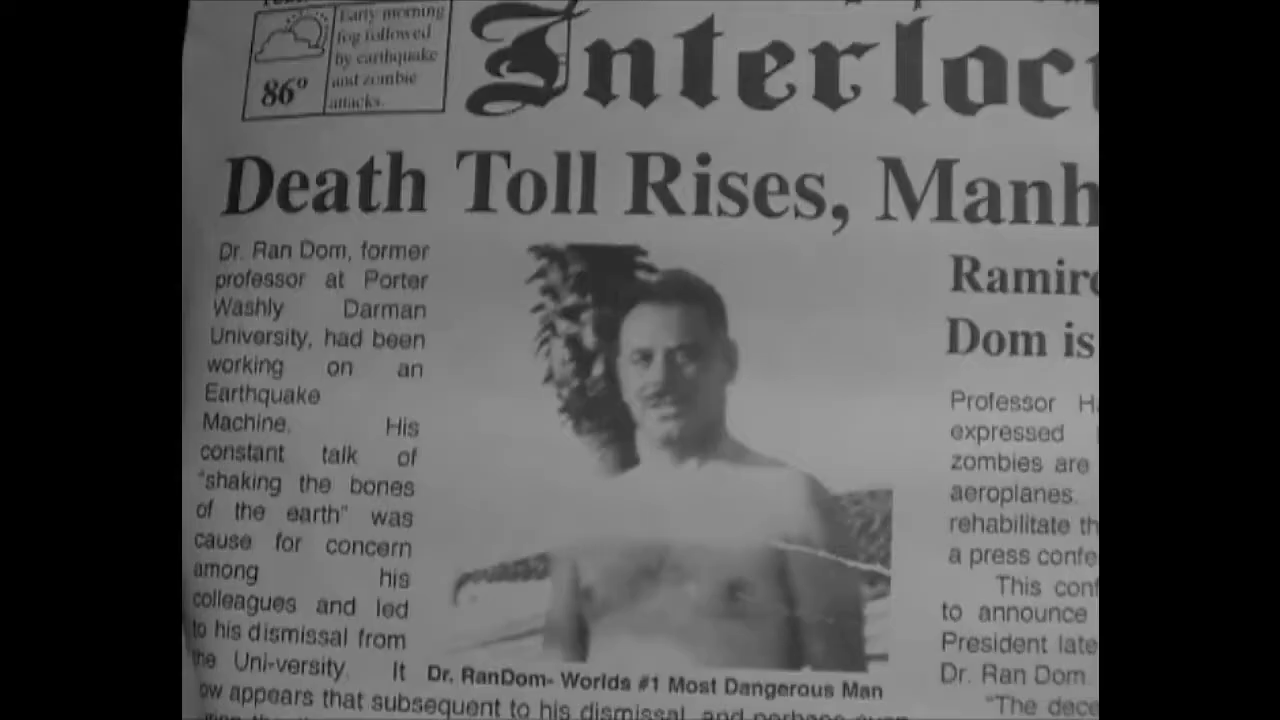 Early morning
fog followed
by earthquake
and zombie
attacks.
86°
Interloc
Death Toll Rises, Manh
Dr. Ran Dom, former
professor at Porter
Washly Darman
University, had been
working on an
Earthquake
Machine. His
constant talk of
"shaking the bones
of the earth" was
cause for concern
among his
colleagues and led
to his dismissal from
the Uni-versity. It
ow appears that subsequent to his dismissal, and perhaps even
Dr. RanDom- Worlds #1 Most Dangerous Man
Ramiro
Dom is
Professor H
expressed
zombies are
aeroplanes.
rehabilitate th
a press confe
This conf
to announce
President late
Dr. Ran Dom
"The dece